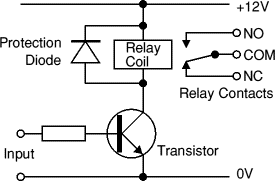 +12V
Protection
Diode
Relay
Coil
NO
COM
NC
Relay Contacts
Input
Transistor
0V